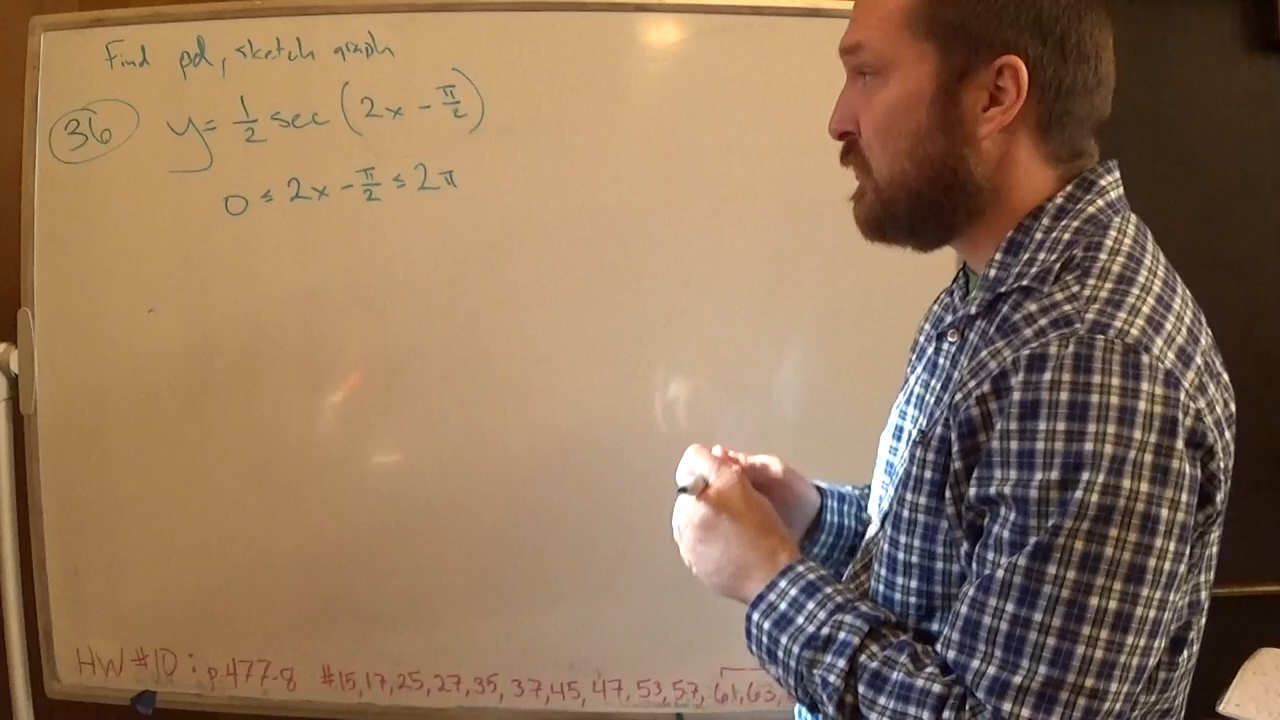 Find pd, sketch graph
36 y = 1/2 sec (2x - π/2)
0 ≤ 2x - π/2 ≤ 2π
HW #10: p.477-8 #15,17,25,27,35,37,45,47,53,57,61,63,